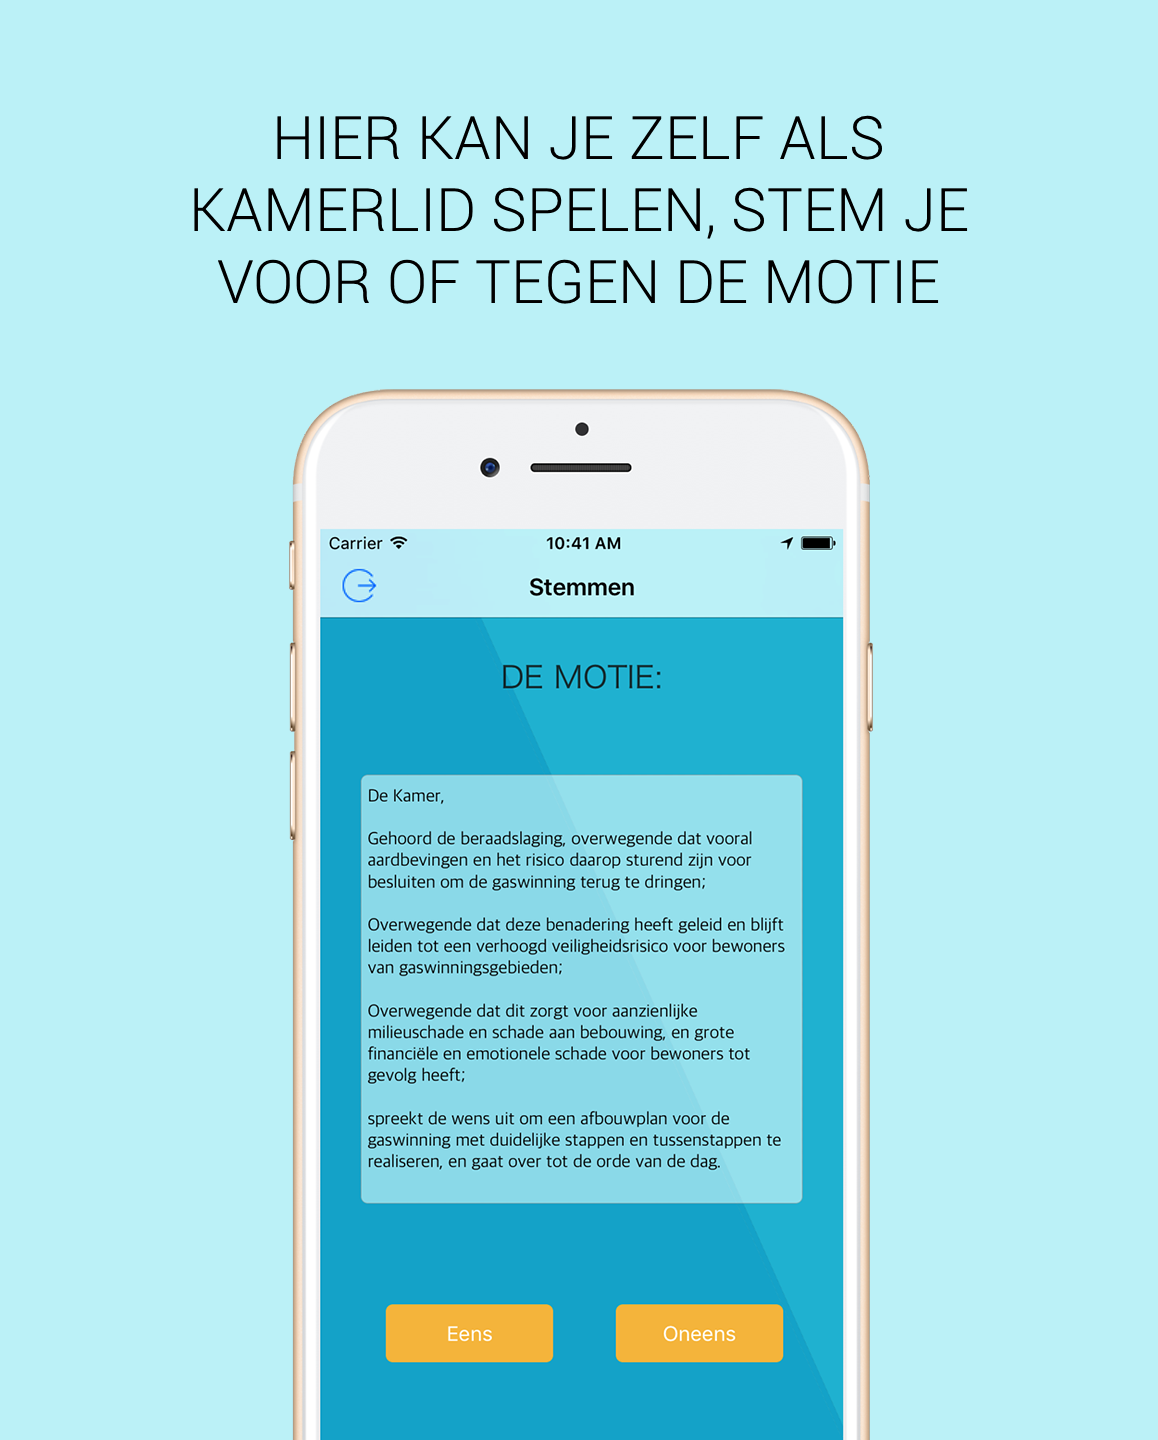 HIER KAN JE ZELF ALS
KAMERLID SPELEN, STEM JE
VOOR OF TEGEN DE MOTIE
Carrier 10:41 AM
Stemmen
DE MOTIE:
De Kamer,
Gehoord de beraadslaging, overwegende dat vooral
aardbevingen en het risico daarop sturend zijn voor
besluiten om de gaswinning terug te dringen;
Overwegende dat deze benadering heeft geleid en blijft
leiden tot een verhoogd veiligheidsrisico voor bewoners
van gaswinningsgebieden;
Overwegende dat dit zorgt voor aanzienlijke
milieuschade en schade aan bebouwing, en grote
financiële en emotionele schade voor bewoners tot
gevolg heeft;
spreekt de wens uit om een afbouwplan voor de
gaswinning met duidelijke stappen en tussenstappen te
realiseren, en gaat over tot de orde van de dag.
Eens Oneens